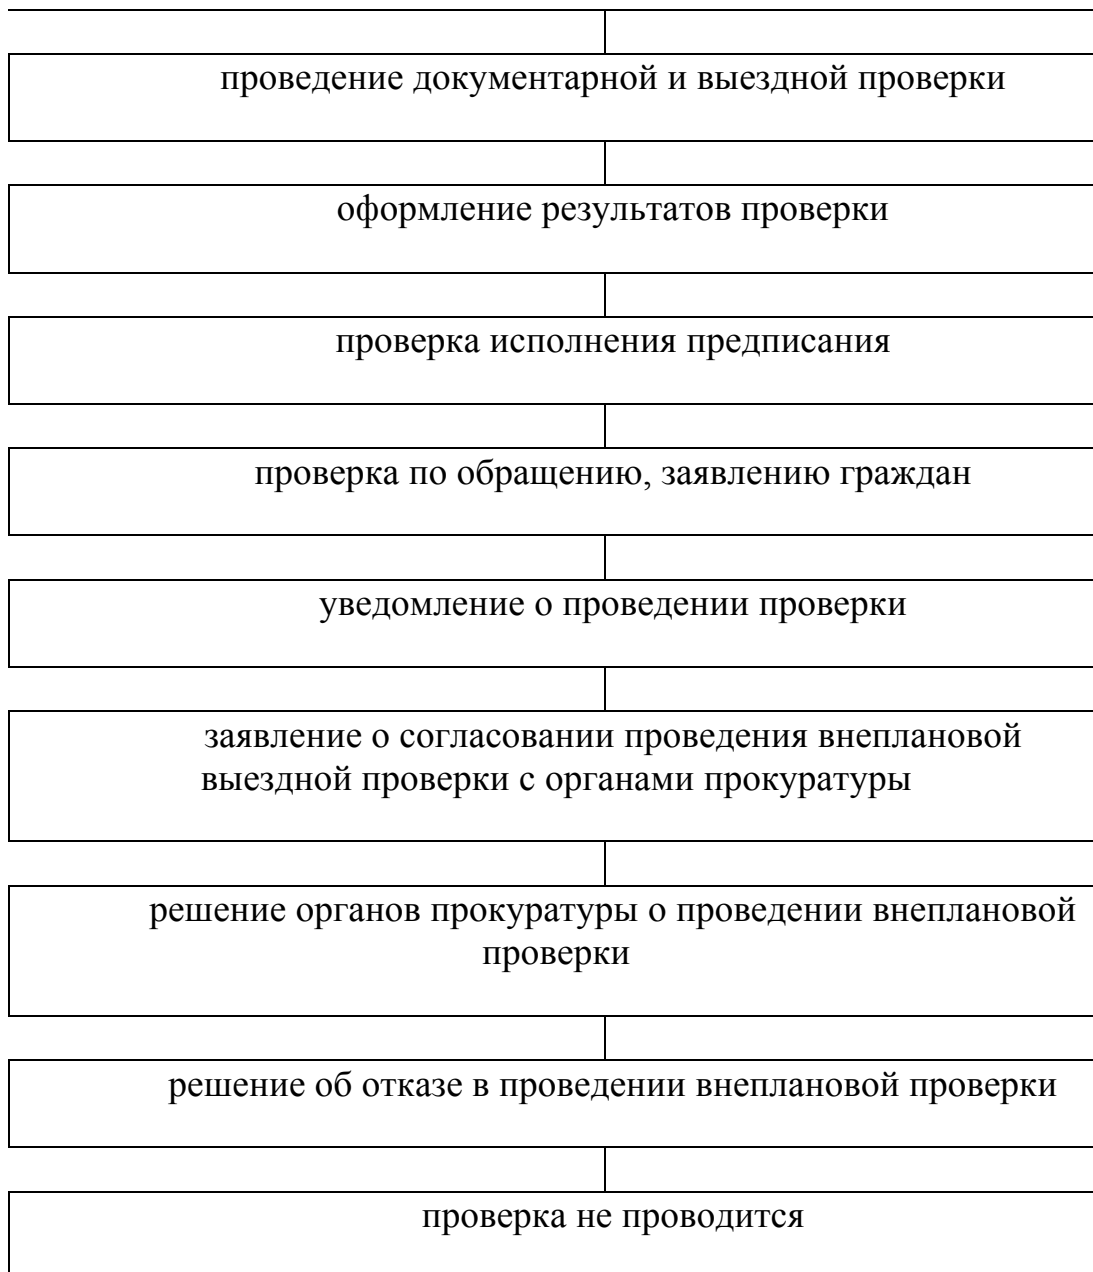 проведение документарной и выездной проверки
оформление результатов проверки
проверка исполнения предписания
проверка по обращению, заявлению граждан
уведомление о проведении проверки
заявление о согласовании проведения внеплановой
выездной проверки с органами прокуратуры
решение органов прокуратуры о проведении внеплановой
проверки
решение об отказе в проведении внеплановой проверки
проверка не проводится